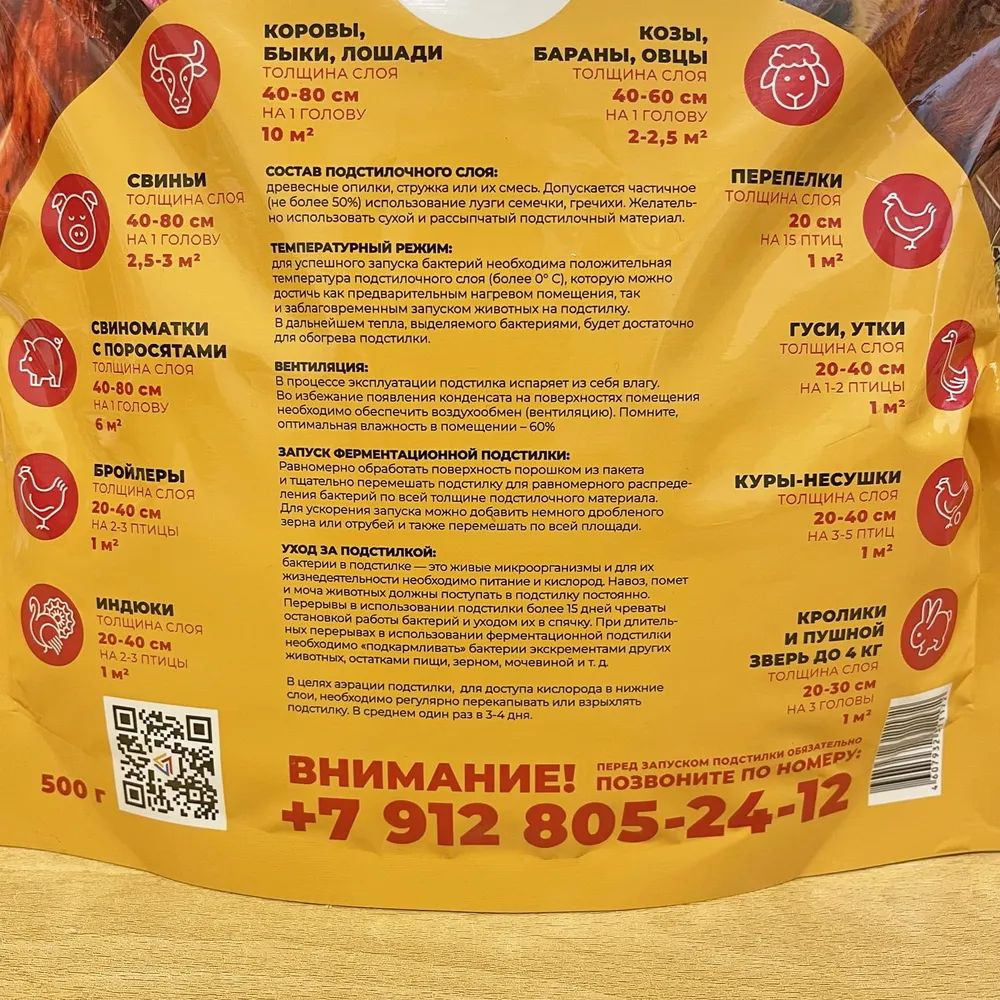 КОРОВЫ,
БЫКИ, ЛОШАДИ
ТОЛЩИНА СЛОЯ
40-80 см
НА 1 ГОЛОВУ
10 м²
КОЗЫ,
БАРАНЫ, ОВЦЫ
ТОЛЩИНА СЛОЯ
40-60 см
НА 1 ГОЛОВУ
2-2,5 м²
СВИНЬИ
ТОЛЩИНА СЛОЯ
40-80 см
НА 1 ГОЛОВУ
2,5-3 м²
СВИНОМАТКИ
С ПОРОСЯТАМИ
ТОЛЩИНА СЛОЯ
40-80 см
НА 1 ГОЛОВУ
6 м²
БРОЙЛЕРЫ
ТОЛЩИНА СЛОЯ
20-40 см
НА 2-3 ПТИЦЫ
1 м²
ИНДЮКИ
ТОЛЩИНА СЛОЯ
20-40 см
НА 2-3 ПТИЦЫ
1 м²
СОСТАВ ПОДСТИЛОЧНОГО СЛОЯ:
древесные опилки, стружка или их смесь. Допускается частичное
(не более 50%) использование лузги семечки, гречихи. Желатель-
но использовать сухой и рассыпчатый подстилочный материал.
ТЕМПЕРАТУРНЫЙ РЕЖИМ:
для успешного запуска бактерий необходима положительная
температура подстилочного слоя (более 0° С), которую можно
достичь как предварительным нагревом помещения, так
и заблаговременным запуском животных на подстилку.
В дальнейшем тепла, выделяемого бактериями, будет достаточно
для обогрева подстилки.
ВЕНТИЛЯЦИЯ:
В процессе эксплуатации подстилка испаряет из себя влагу.
Во избежание появления конденсата на поверхностях помещения
необходимо обеспечить воздухообмен (вентиляцию). Помните,
оптимальная влажность в помещении – 60%
ЗАПУСК ФЕРМЕНТАЦИОННОЙ ПОДСТИЛКИ:
Равномерно обработать поверхность порошком из пакета
и тщательно перемешать подстилку для равномерного распреде-
ления бактерий по всей толщине подстилочного материала.
Для ускорения запуска можно добавить немного дробленого
зерна или отрубей и также перемешать по всей площади.
УХОД ЗА ПОДСТИЛКОЙ:
бактерии в подстилке — это живые микроорганизмы и для их
жизнедеятельности необходимо питание и кислород. Навоз, помет
и моча животных должны поступать в подстилку постоянно.
Перерывы в использовании подстилки более 15 дней чреваты
остановкой работы бактерий и уходом их в спячку. При длитель-
ных перерывах в использовании ферментационной подстилки
необходимо «подкармливать» бактерии экскрементами других
животных, остатками пищи, зерном, мочевиной и т. д.
В целях аэрации подстилки, для доступа кислорода в нижние
слои, необходимо регулярно перекапывать или взрыхлять
подстилку. В среднем один раз в 3-4 дня.
ПЕРЕПЕЛКИ
ТОЛЩИНА СЛОЯ
20 см
НА 15 ПТИЦ
1 м²
ГУСИ, УТКИ
ТОЛЩИНА СЛОЯ
20-40 см
НА 1-2 ПТИЦЫ
1 м²
КУРЫ-НЕСУШКИ
ТОЛЩИНА СЛОЯ
20-40 см
НА 3-5 ПТИЦ
1 м²
КРОЛИКИ
И ПУШНОЙ
ЗВЕРЬ ДО 4 КГ
ТОЛЩИНА СЛОЯ
20-30 см
НА 3 ГОЛОВЫ
1 м²
500 г
ВНИМАНИЕ!
ПЕРЕД ЗАПУСКОМ ПОДСТИЛКИ ОБЯЗАТЕЛЬНО
ПОЗВОНИТЕ ПО НОМЕРУ:
+7 912 805-24-12